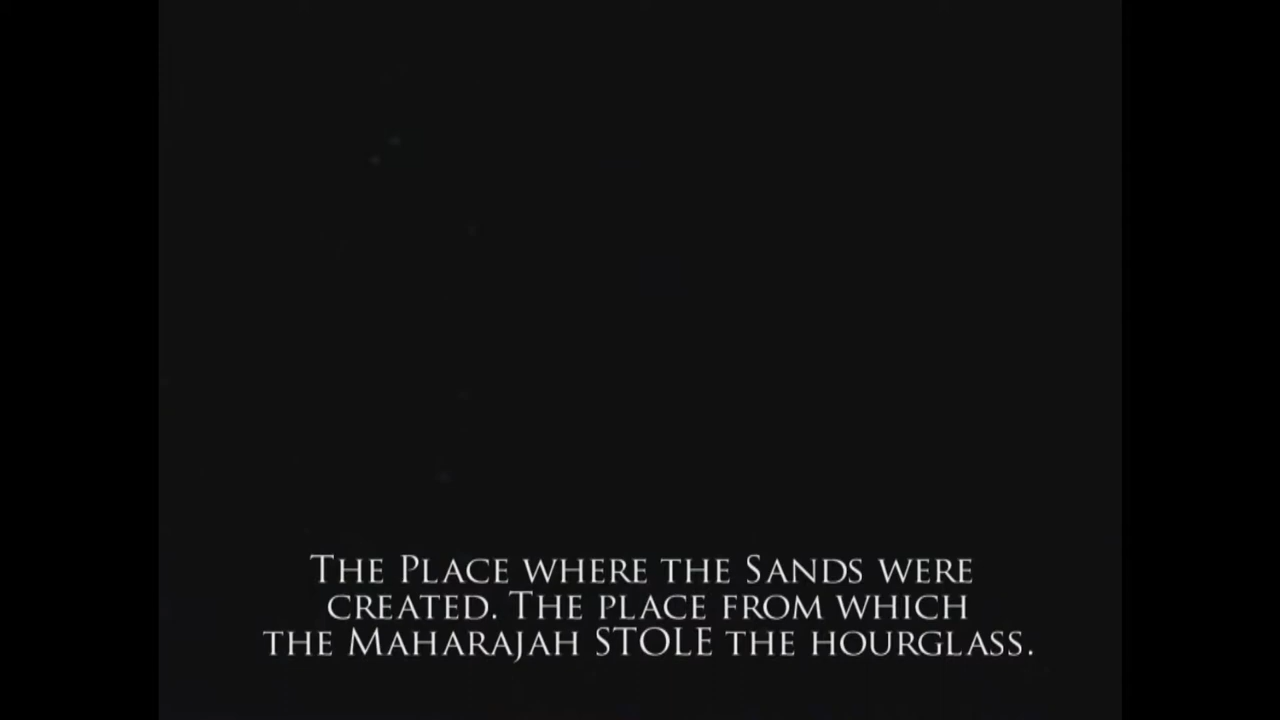 The Place where the Sands were
created. The place from which
the Maharajah STOLE the hourglass.